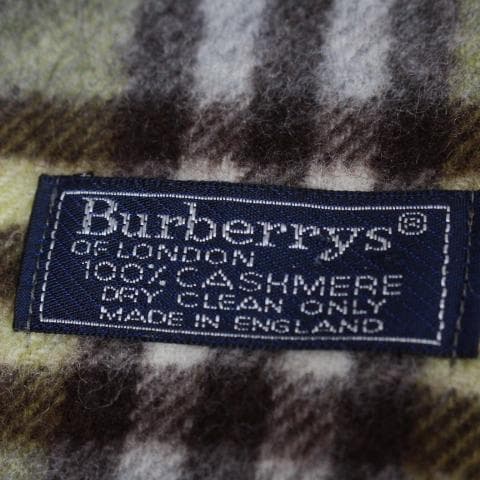 Burberrys®
OF LONDON
100% CASHMERE
DRY CLEAN ONLY
MADE IN ENGLAND